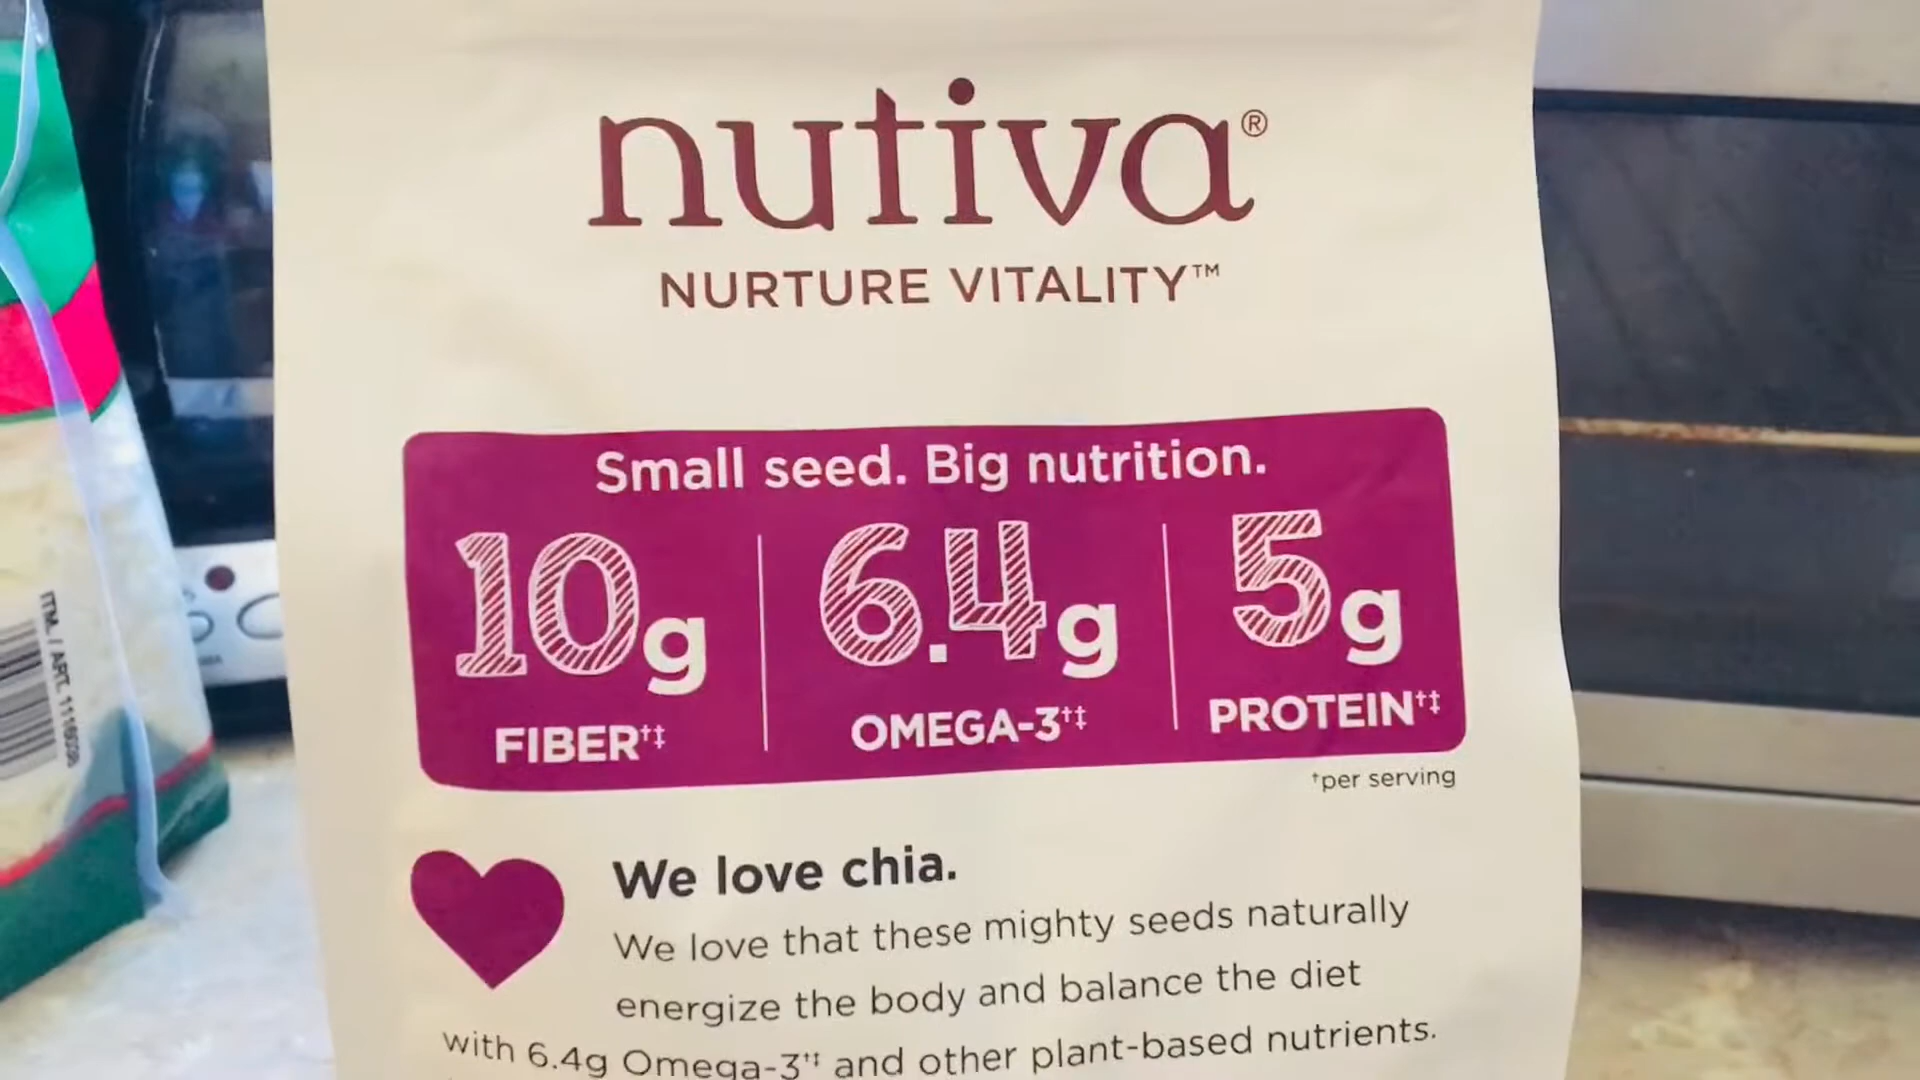 nutiva®
NURTURE VITALITY™
Small seed. Big nutrition.
10g
FIBER†‡
6.4g
OMEGA-3†‡
5g
PROTEIN†‡
†per serving
We love chia.
We love that these mighty seeds naturally
energize the body and balance the diet
with 6.4g Omega-3†‡ and other plant-based nutrients.
ITM. / ART.